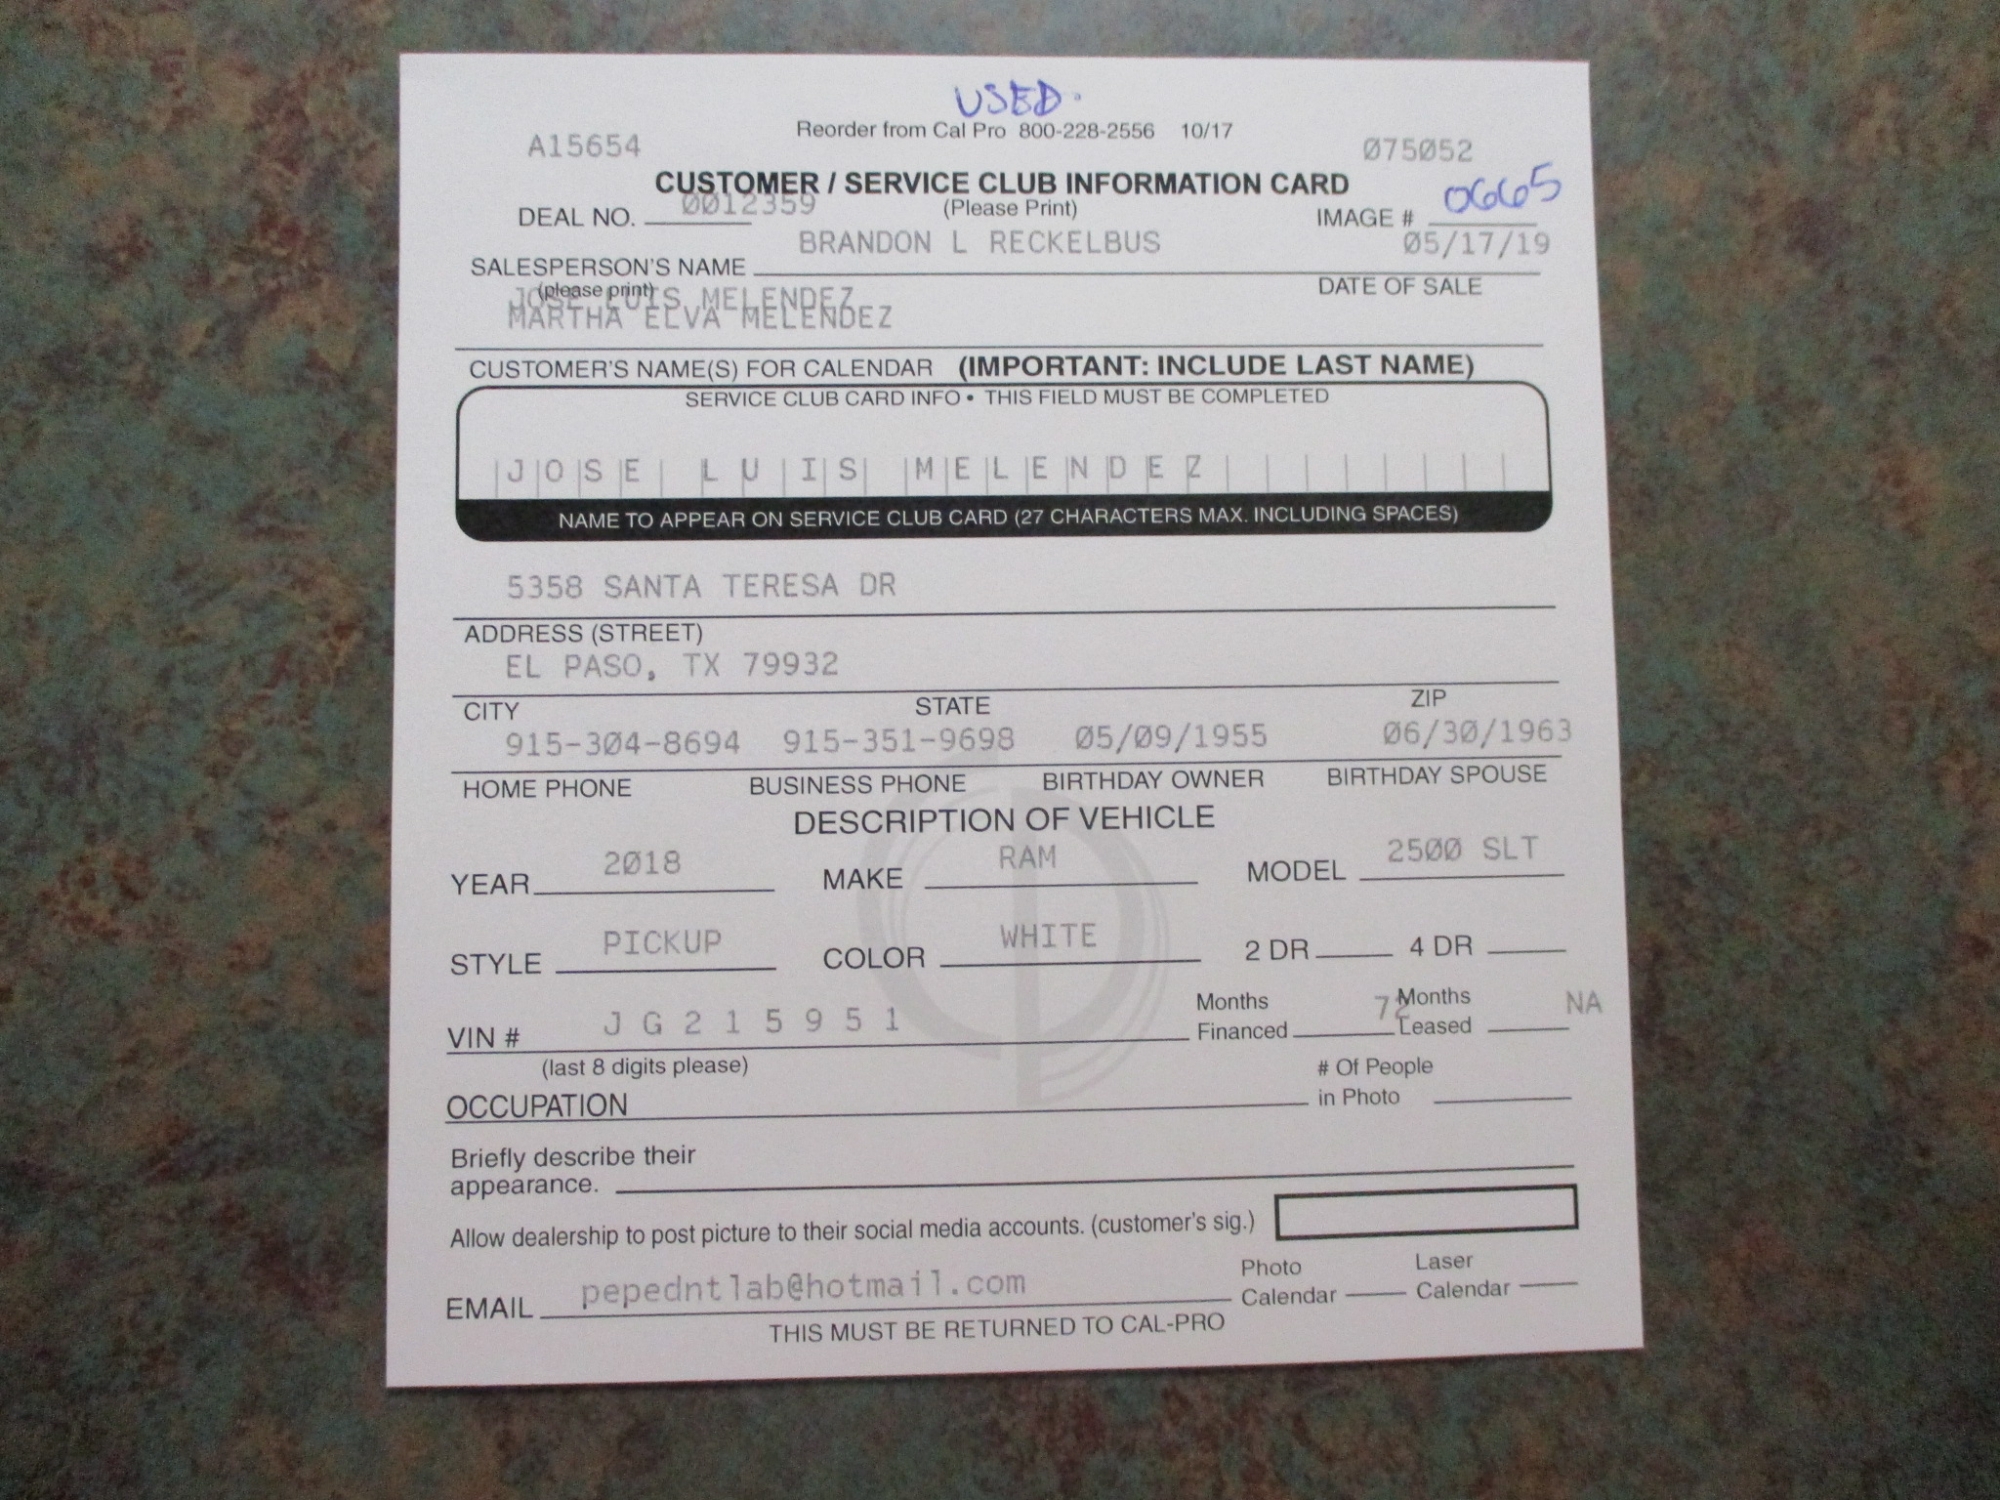 USED.
Reorder from Cal Pro 800-228-2556 10/17
A15654 075052
CUSTOMER / SERVICE CLUB INFORMATION CARD
DEAL NO. 0012359 (Please Print) IMAGE # 0665
BRANDON L RECKELBUS 05/17/19
SALESPERSON'S NAME
(please print) DATE OF SALE
JOSE LUIS MELENDEZ
MARTHA ELVA MELENDEZ
CUSTOMER'S NAME(S) FOR CALENDAR (IMPORTANT: INCLUDE LAST NAME)
SERVICE CLUB CARD INFO • THIS FIELD MUST BE COMPLETED
JOSE LUIS MELENDEZ
NAME TO APPEAR ON SERVICE CLUB CARD (27 CHARACTERS MAX. INCLUDING SPACES)
5358 SANTA TERESA DR
ADDRESS (STREET)
EL PASO, TX 79932
CITY STATE ZIP
915-304-8694 915-351-9698 05/09/1955 06/30/1963
HOME PHONE BUSINESS PHONE BIRTHDAY OWNER BIRTHDAY SPOUSE
DESCRIPTION OF VEHICLE
YEAR 2018 MAKE RAM MODEL 2500 SLT
STYLE PICKUP COLOR WHITE 2 DR 4 DR
VIN # J G 2 1 5 9 5 1 Months Financed 72 Months Leased NA
(last 8 digits please)
OCCUPATION # Of People in Photo
Briefly describe their
appearance.
Allow dealership to post picture to their social media accounts. (customer's sig.)
EMAIL pepedntlab@hotmail.com Photo Calendar Laser Calendar
THIS MUST BE RETURNED TO CAL-PRO